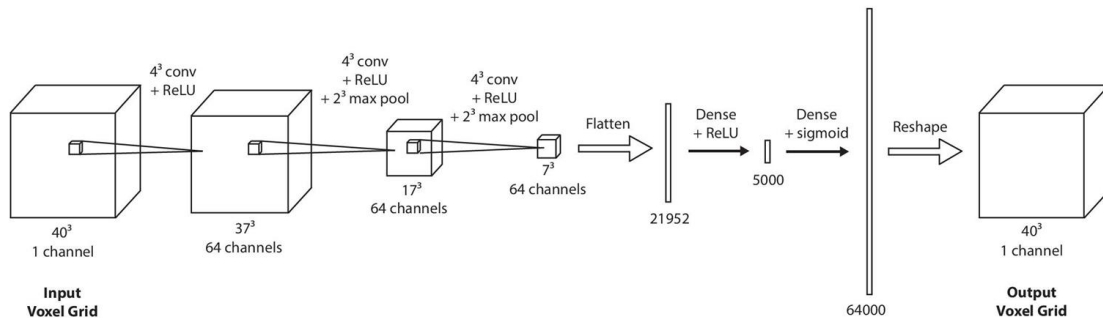 4³ conv
+ ReLU
4³ conv
+ ReLU
+ 2³ max pool
4³ conv
+ ReLU
+ 2³ max pool
Flatten
Dense
+ ReLU
Dense
+ sigmoid
Reshape
40³
1 channel
37³
64 channels
17³
64 channels
7³
64 channels
21952
5000
64000
40³
1 channel
Input
Voxel Grid
Output
Voxel Grid